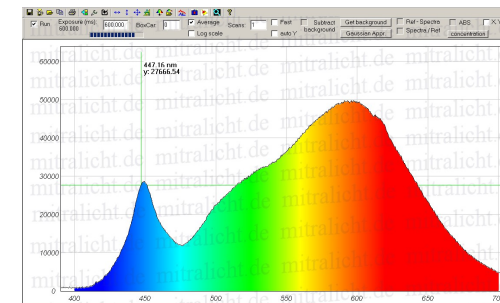 Run Exposure (ms): 600.000 BoxCar: 0 Average Scans: 1 Fast Subtract background Get background Ref - Spectra ABS. X,Y
600.000 Log scale auto Y Gaussian Appr. Spectra / Ref concentration
60000
447.16 nm
y: 27666,54
50000
40000
30000
20000
10000
0
400 450 500 550 600 650 70
mitralicht.de